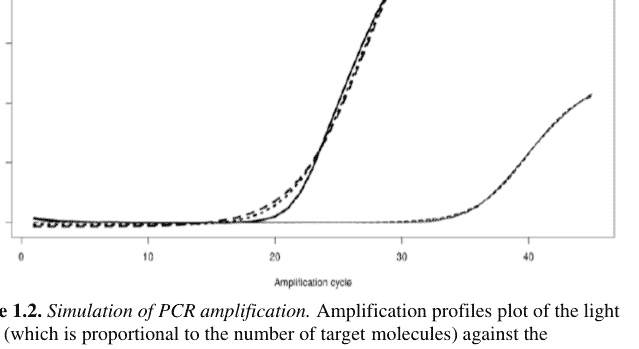 0 10 20 30 40
Amplification cycle
e 1.2. Simulation of PCR amplification. Amplification profiles plot of the light
(which is proportional to the number of target molecules) against the